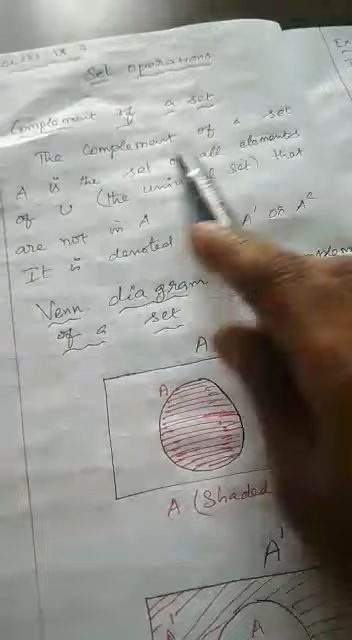 Set operations
Complement of a set
The complement of a set
A is the set of all elements
of U (the set) that
are not in A
It is denoted A' or Aᶜ
Venn diagram
of a set
A
A
A (Shaded
A'
A'
A